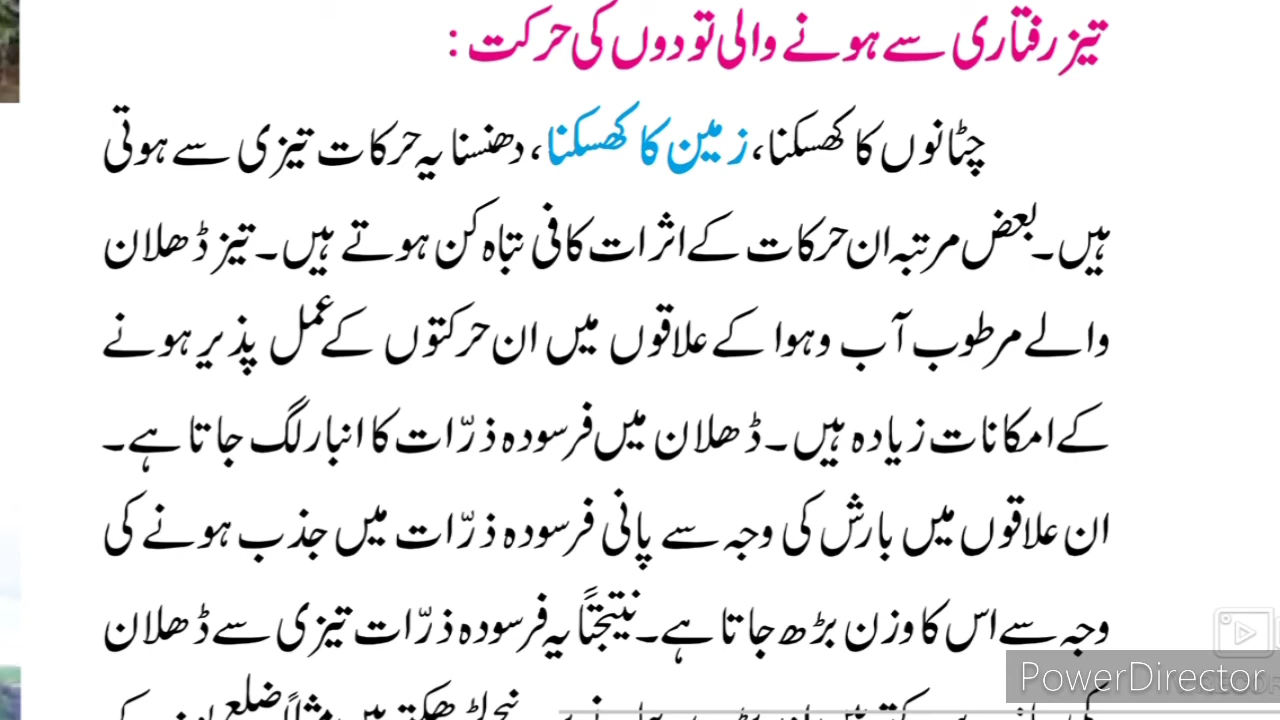 تیز رفتاری سے ہونے والی تودوں کی حرکت :
چٹانوں کا کھسکنا، زمین کا کھسکنا، دھنسنا یہ حرکات تیزی سے ہوتی
ہیں۔ بعض مرتبہ ان حرکات کے اثرات کافی تباہ کن ہوتے ہیں۔ تیز ڈھلان
والے مرطوب آب و ہوا کے علاقوں میں ان حرکتوں کے عمل پذیر ہونے
کے امکانات زیادہ ہیں۔ ڈھلان میں فرسودہ ذرّات کا انبار لگ جاتا ہے۔
ان علاقوں میں بارش کی وجہ سے پانی فرسودہ ذرّات میں جذب ہونے کی
وجہ سے اس کا وزن بڑھ جاتا ہے۔ نتیجتاً یہ فرسودہ ذرّات تیزی سے ڈھلان
PowerDirector